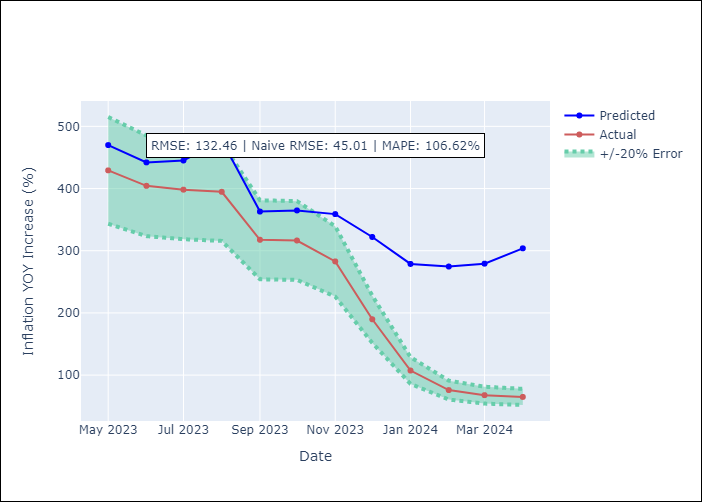 RMSE: 132.46 | Naive RMSE: 45.01 | MAPE: 106.62%
Predicted
Actual
+/-20% Error
Inflation YOY Increase (%)
500
400
300
200
100
May 2023
Jul 2023
Sep 2023
Nov 2023
Jan 2024
Mar 2024
Date